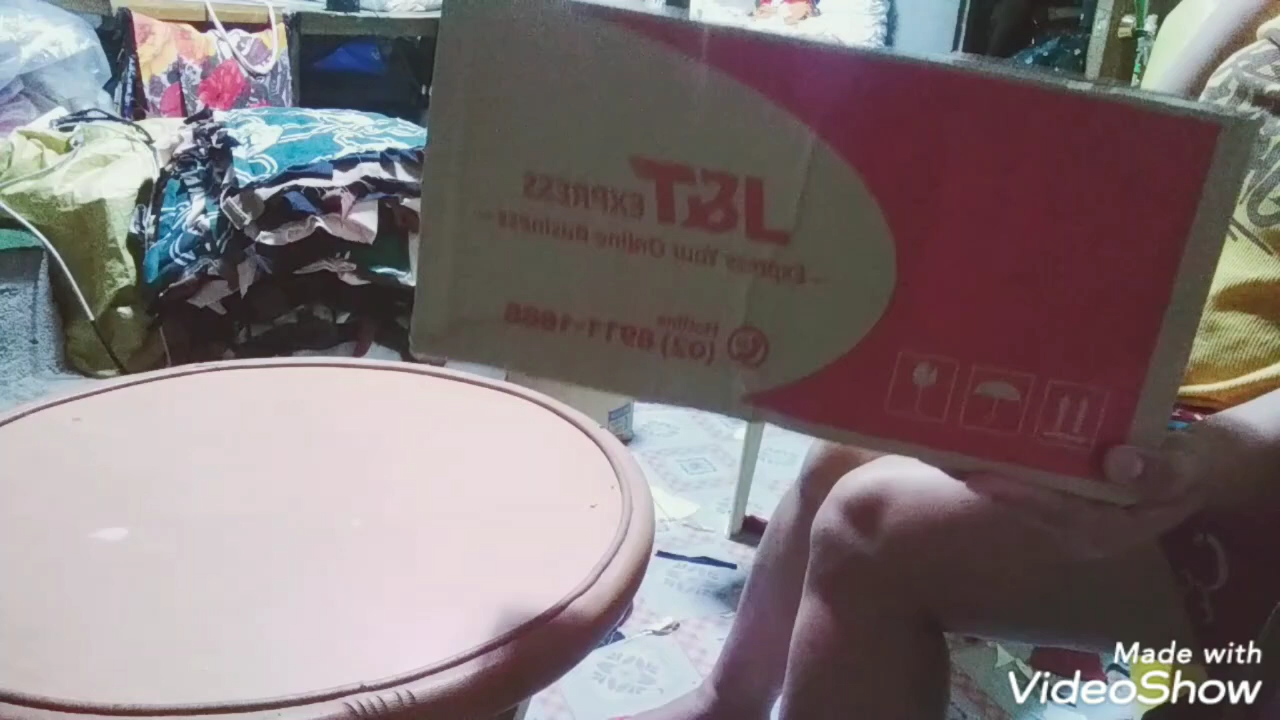 J&T EXPRESS
— Express Your Online Business —
Hotline
(02) 8911-1888
Made with
VideoShow